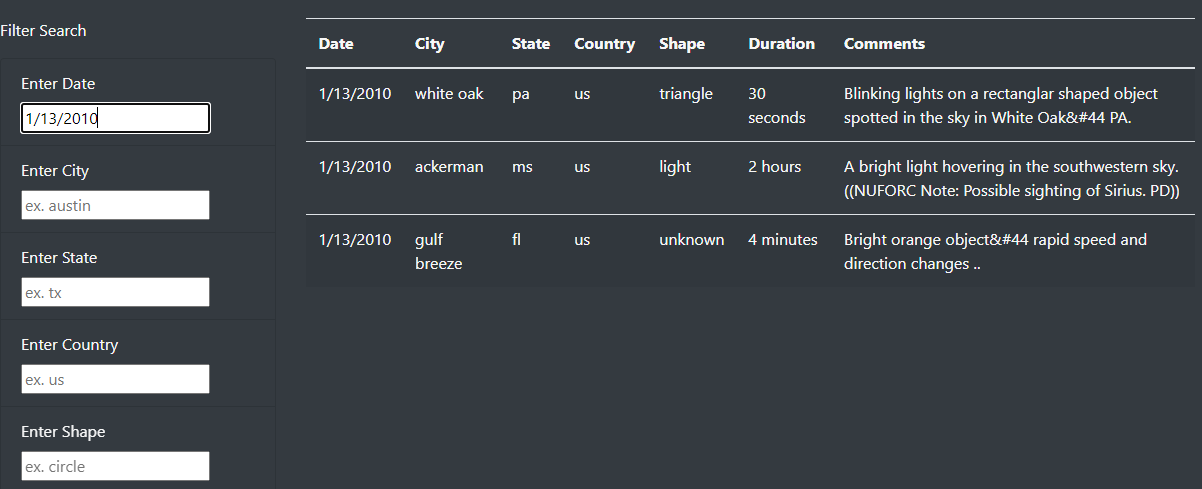 Filter Search
Enter Date
1/13/2010
Enter City
ex. austin
Enter State
ex. tx
Enter Country
ex. us
Enter Shape
ex. circle
Date City State Country Shape Duration Comments
1/13/2010 white oak pa us triangle 30 Blinking lights on a rectanglar shaped object
seconds spotted in the sky in White Oak&#44 PA.
1/13/2010 ackerman ms us light 2 hours A bright light hovering in the southwestern sky.
((NUFORC Note: Possible sighting of Sirius. PD))
1/13/2010 gulf fl us unknown 4 minutes Bright orange object&#44 rapid speed and
breeze direction changes ..